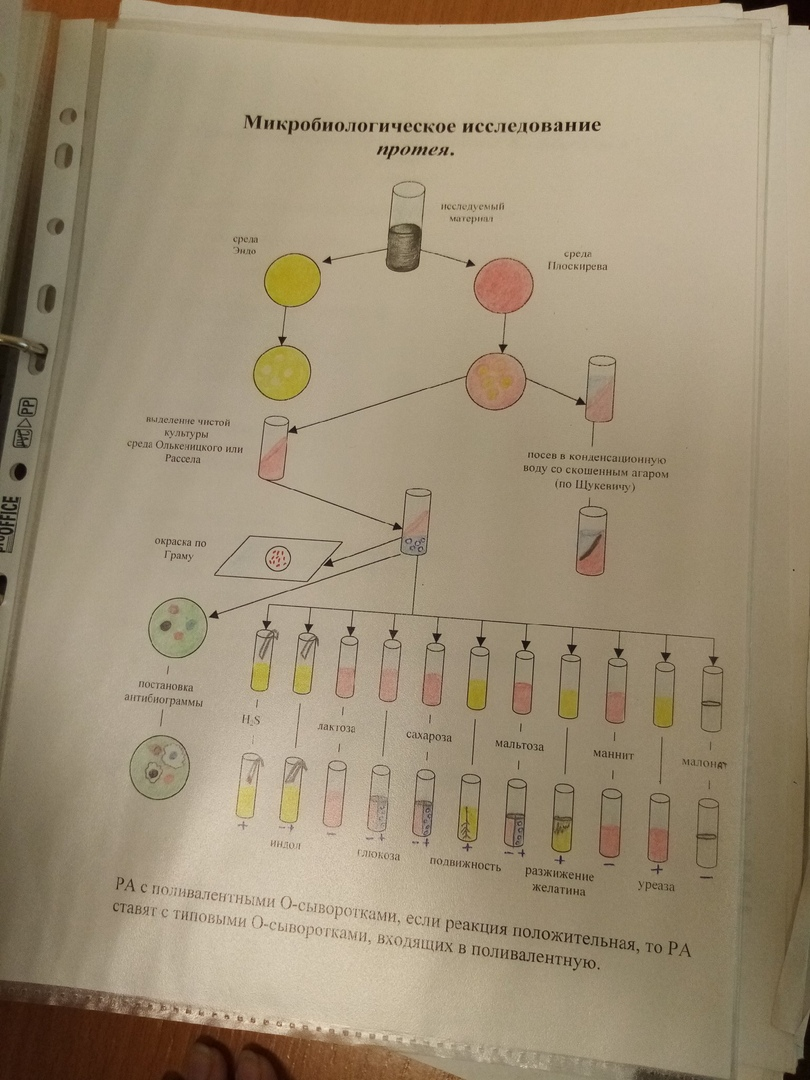 Микробиологическое исследование
протея.
исследуемый
материал
среда
Эндо
среда
Плоскирева
выделение чистой
культуры
среда Олькеницкого или
Рассела
посев в конденсационную
воду со скошенным агаром
(по Щукевичу)
окраска по
Граму
постановка
антибиограммы
H₂S
лактоза
сахароза
мальтоза
маннит
малонат
+
-+
-
-+
-+
+
-+
+
-
+
-
индол
глюкоза
подвижность
разжижение
желатина
уреаза
РА с поливалентными О-сыворотками, если реакция положительная, то РА
ставят с типовыми О-сыворотками, входящих в поливалентную.
PP
OFFICE